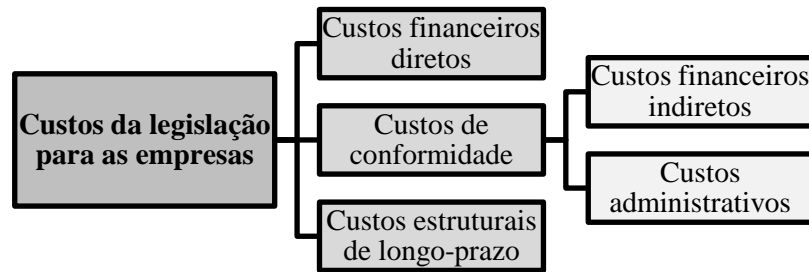 Custos da legislação
para as empresas
Custos financeiros
diretos
Custos de
conformidade
Custos estruturais
de longo-prazo
Custos financeiros
indiretos
Custos
administrativos